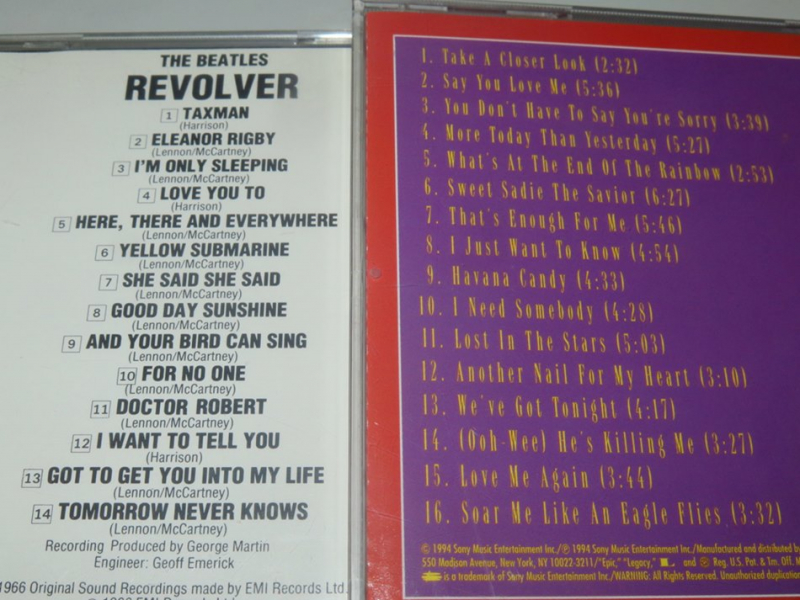 THE BEATLES
REVOLVER
1 TAXMAN
(Harrison)
2 ELEANOR RIGBY
(Lennon/McCartney)
3 I'M ONLY SLEEPING
(Lennon/McCartney)
4 LOVE YOU TO
(Harrison)
5 HERE, THERE AND EVERYWHERE
(Lennon/McCartney)
6 YELLOW SUBMARINE
(Lennon/McCartney)
7 SHE SAID SHE SAID
(Lennon/McCartney)
8 GOOD DAY SUNSHINE
(Lennon/McCartney)
9 AND YOUR BIRD CAN SING
(Lennon/McCartney)
10 FOR NO ONE
(Lennon/McCartney)
11 DOCTOR ROBERT
(Lennon/McCartney)
12 I WANT TO TELL YOU
(Harrison)
13 GOT TO GET YOU INTO MY LIFE
(Lennon/McCartney)
14 TOMORROW NEVER KNOWS
(Lennon/McCartney)
Recording Produced by George Martin
Engineer: Geoff Emerick
1966 Original Sound Recordings made by EMI Records Ltd.
1. Take A Closer Look (2:32)
2. Say You Love Me (5:36)
3. You Don't Have To Say You're Sorry (3:39)
4. More Today Than Yesterday (5:27)
5. What's At The End Of The Rainbow (2:53)
6. Sweet Sadie The Savior (6:27)
7. That's Enough For Me (5:46)
8. I Just Want To Know (4:54)
9. Havana Candy (4:33)
10. I Need Somebody (4:28)
11. Lost In The Stars (5:03)
12. Another Nail For My Heart (3:10)
13. We've Got Tonight (4:17)
14. (Ooh-Wee) He's Killing Me (3:27)
15. Love Me Again (3:44)
16. Soar Me Like An Eagle Flies (3:32)
© 1994 Sony Music Entertainment Inc./℗ 1994 Sony Music Entertainment Inc./Manufactured and distributed by
550 Madison Avenue, New York, NY 10022-3211/"Epic," "Legacy," and ® Reg. U.S. Pat. & Tm. Off.
is a trademark of Sony Music Entertainment Inc./WARNING: All Rights Reserved. Unauthorized duplication